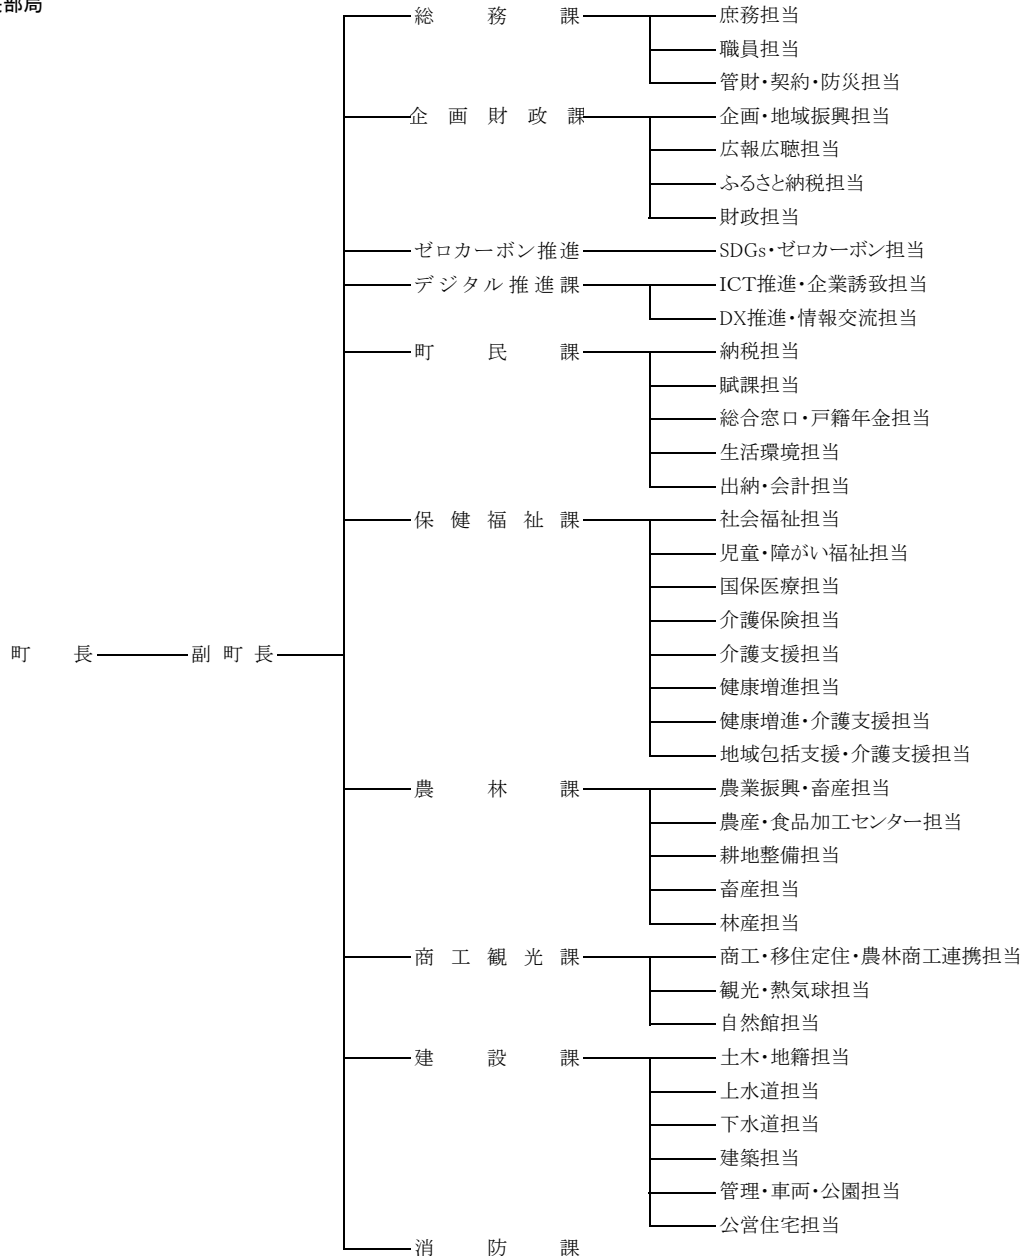 部局
総務課 庶務担当
職員担当
管財・契約・防災担当
企画財政課 企画・地域振興担当
広報広聴担当
ふるさと納税担当
財政担当
ゼロカーボン推進 SDGs・ゼロカーボン担当
デジタル推進課 ICT推進・企業誘致担当
DX推進・情報交流担当
町民課 納税担当
賦課担当
総合窓口・戸籍年金担当
生活環境担当
出納・会計担当
保健福祉課 社会福祉担当
児童・障がい福祉担当
国保医療担当
介護保険担当
町長 副町長 介護支援担当
健康増進担当
健康増進・介護支援担当
地域包括支援・介護支援担当
農林課 農業振興・畜産担当
農産・食品加工センター担当
耕地整備担当
畜産担当
林産担当
商工観光課 商工・移住定住・農林商工連携担当
観光・熱気球担当
自然館担当
建設課 土木・地籍担当
上水道担当
下水道担当
建築担当
管理・車両・公園担当
公営住宅担当
消防課